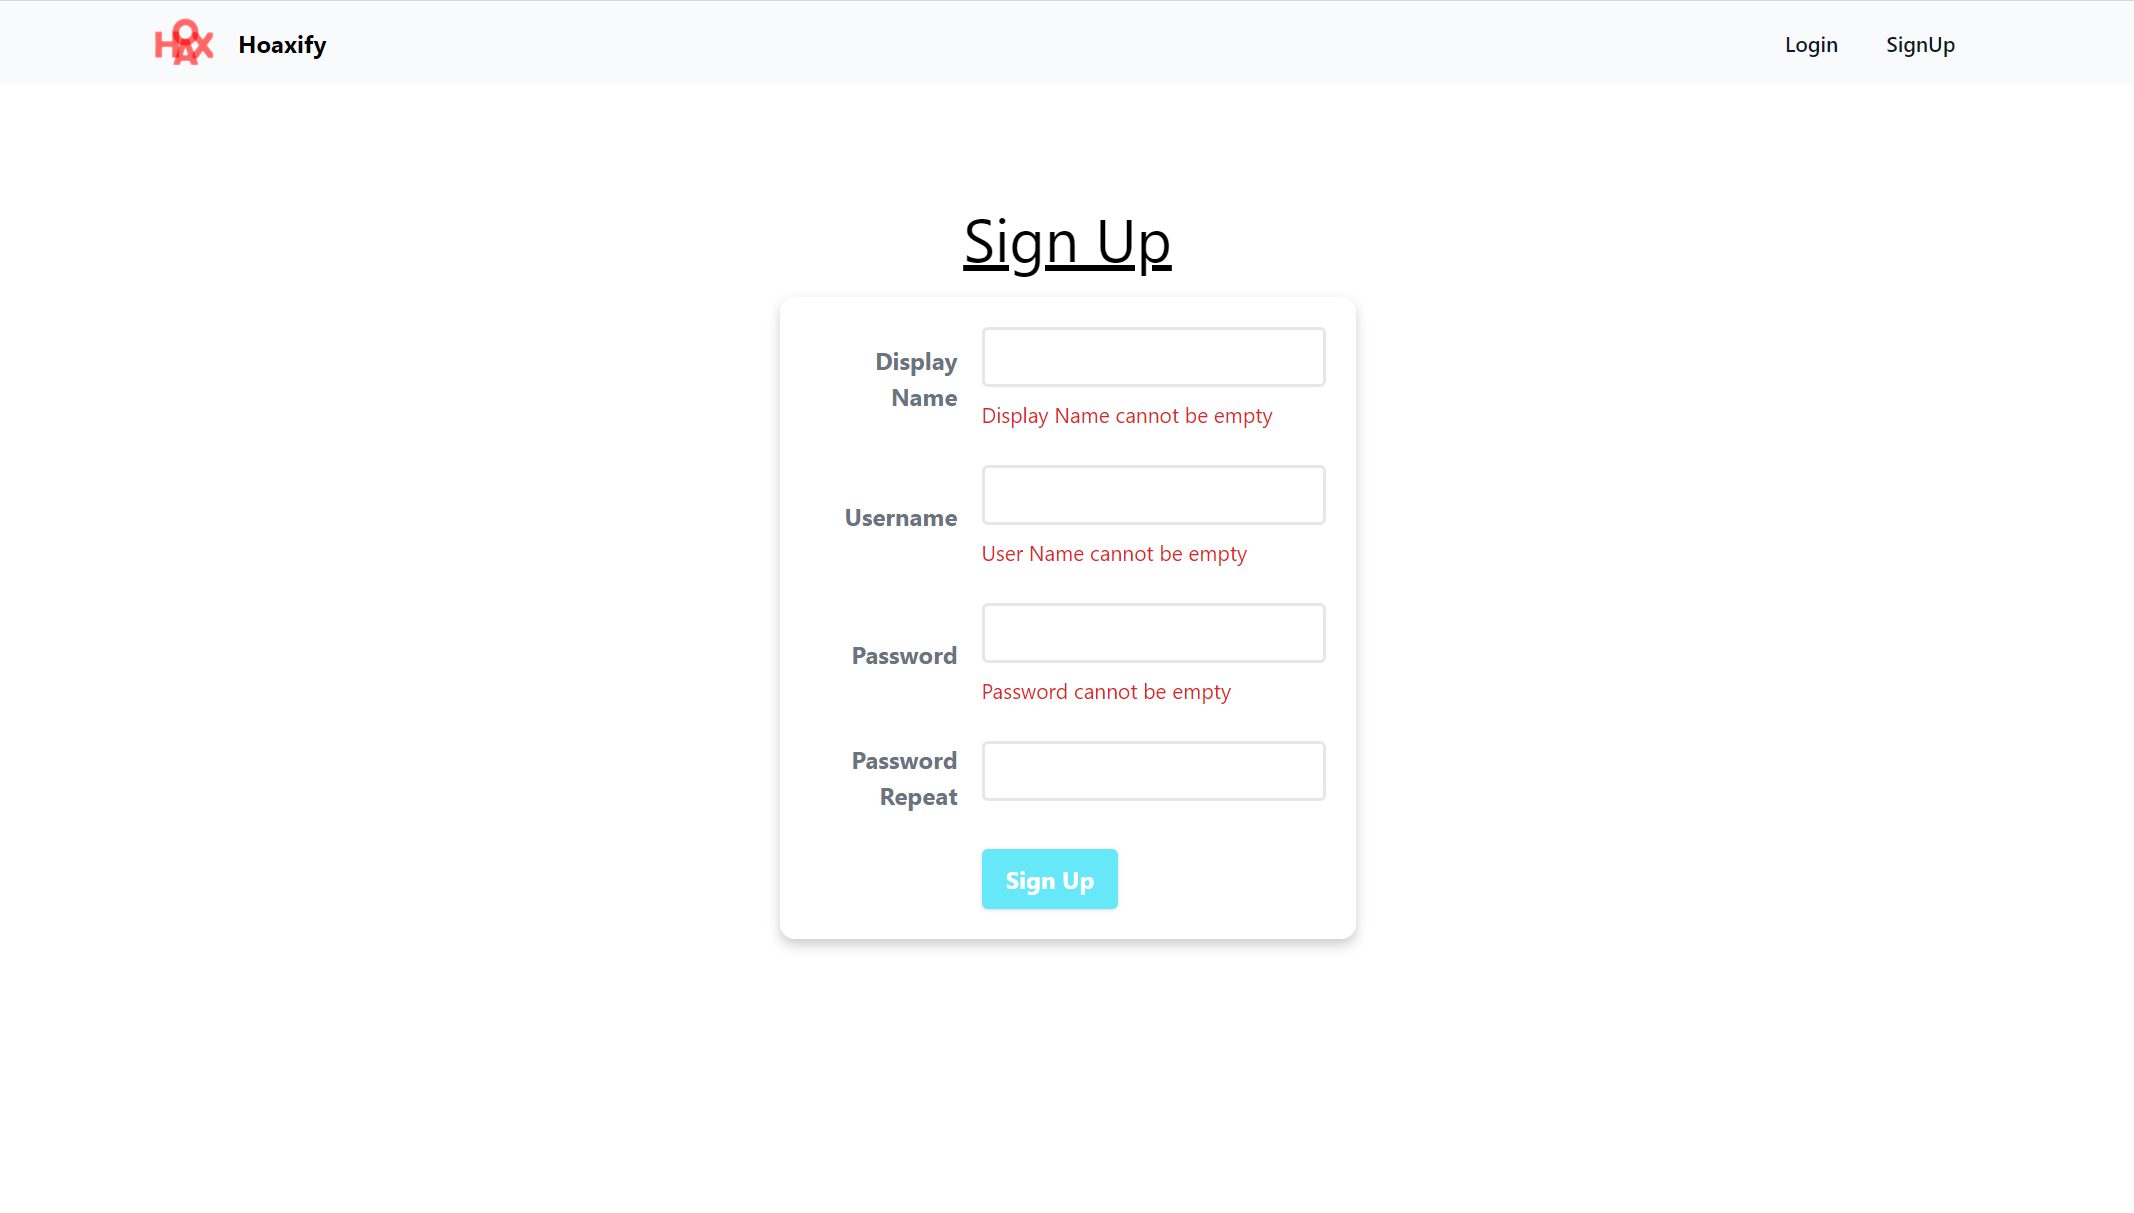 HOAX Hoaxify Login SignUp
Sign Up
Display
Name
Display Name cannot be empty
Username
User Name cannot be empty
Password
Password cannot be empty
Password
Repeat
Sign Up